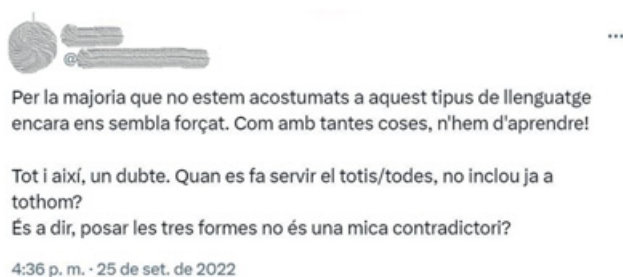 @
Per la majoria que no estem acostumats a aquest tipus de llenguatge
encara ens sembla forçat. Com amb tantes coses, n'hem d'aprendre!
Tot i així, un dubte. Quan es fa servir el totis/todes, no inclou ja a
tothom?
És a dir, posar les tres formes no és una mica contradictori?
4:36 p. m. · 25 de set. de 2022